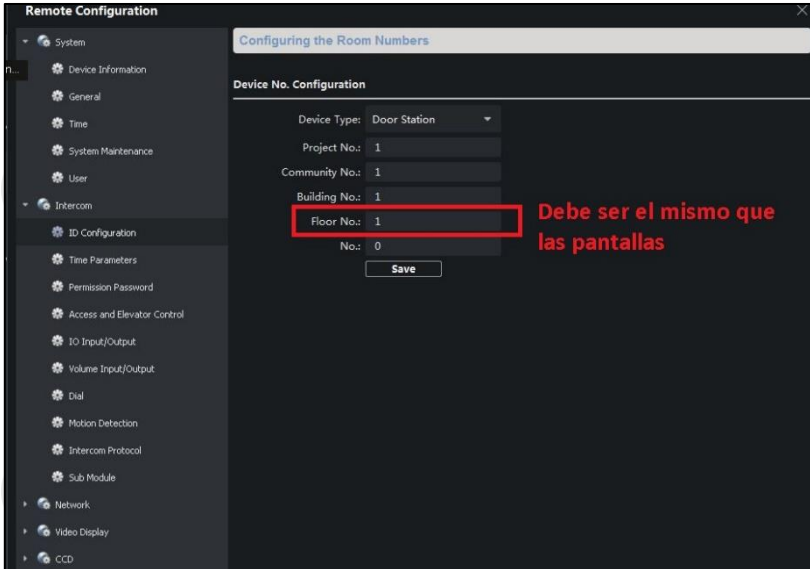 Remote Configuration
System
n...
Device Information
General
Time
System Maintenance
User
Intercom
ID Configuration
Time Parameters
Permission Password
Access and Elevator Control
IO Input/Output
Volume Input/Output
Dial
Motion Detection
Intercom Protocol
Sub Module
Network
Video Display
CCD
Configuring the Room Numbers
Device No. Configuration
Device Type: Door Station
Project No.: 1
Community No.: 1
Building No.: 1
Floor No.: 1
No.: 0
Save
Debe ser el mismo que
las pantallas